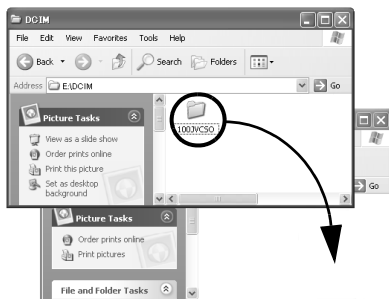 DCIM
File Edit View Favorites Tools Help
Back Search Folders
Address E:\DCIM Go
Picture Tasks
View as a slide show
Order prints online
Print this picture
Set as desktop
background
100JVCSO
Go
Picture Tasks
Order prints online
Print pictures
File and Folder Tasks